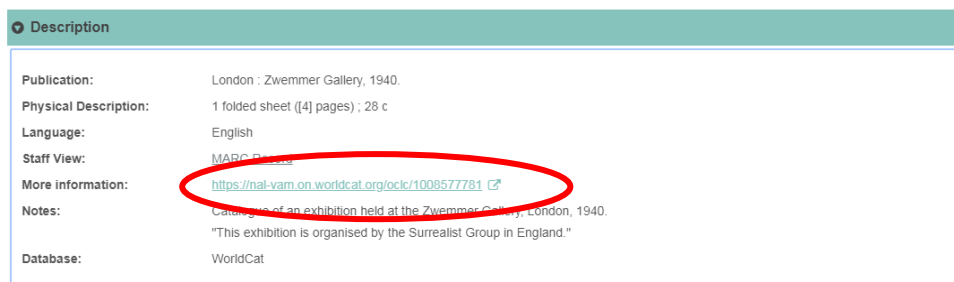 Description
Publication: London : Zwemmer Gallery, 1940.
Physical Description: 1 folded sheet ([4] pages) ; 28 c
Language: English
Staff View: MARC Record
More information: https://nal-vam.on.worldcat.org/oclc/1008577781
Notes: Catalogue of an exhibition held at the Zwemmer Gallery, London, 1940.
"This exhibition is organised by the Surrealist Group in England."
Database: WorldCat